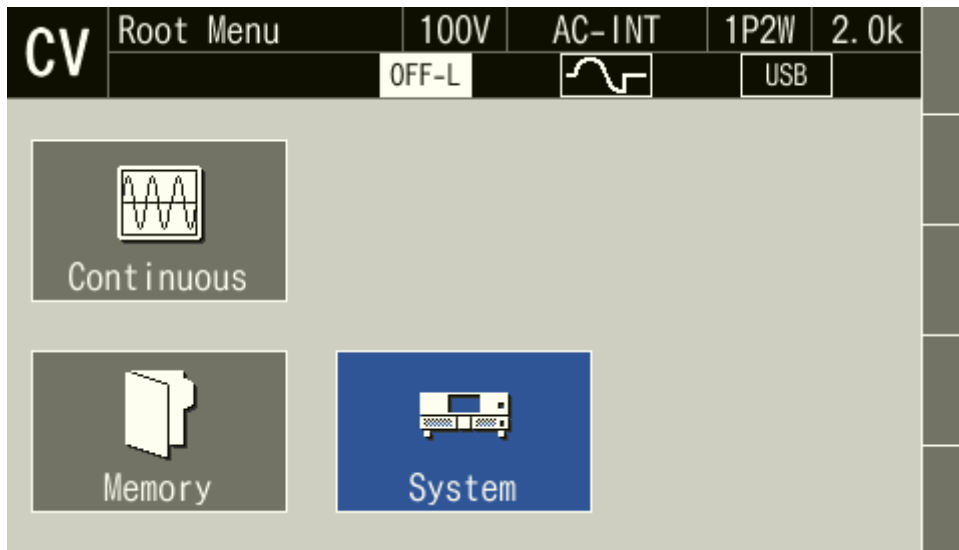 CV
Root Menu 100V AC-INT 1P2W 2.0k
OFF-L USB
Continuous
Memory System